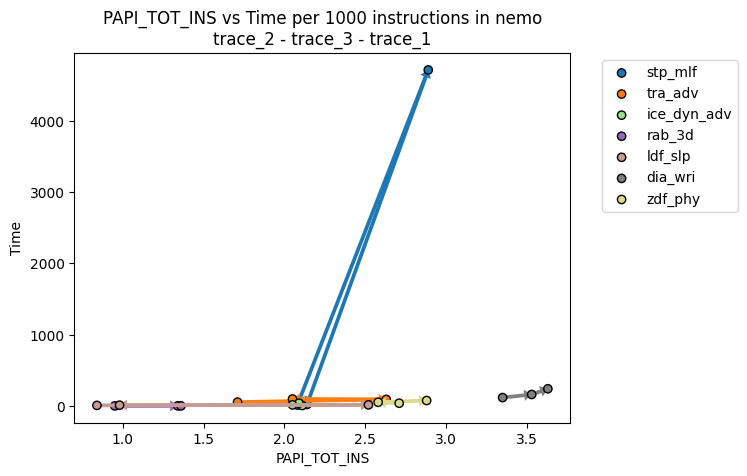 PAPI_TOT_INS vs Time per 1000 instructions in nemo
trace_2 - trace_3 - trace_1
stp_mlf
tra_adv
ice_dyn_adv
rab_3d
ldf_slp
dia_wri
zdf_phy
Time
4000
3000
2000
1000
0
1.0 1.5 2.0 2.5 3.0 3.5
PAPI_TOT_INS